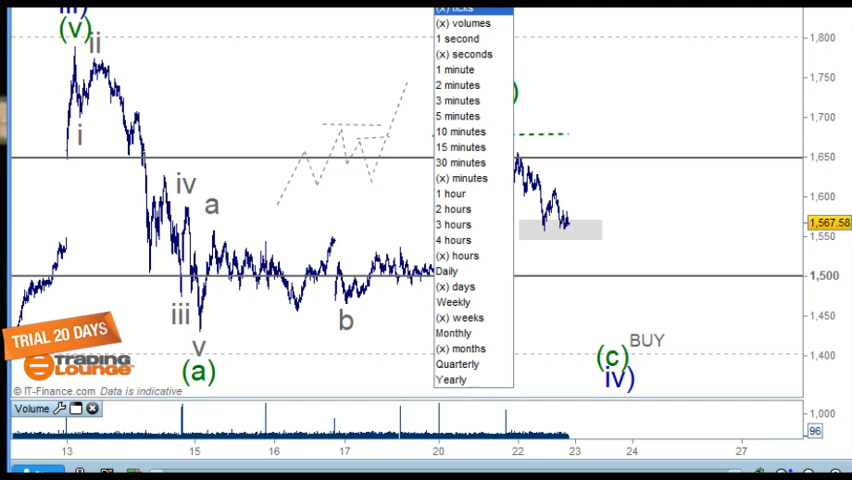 (x) ticks
(x) volumes
1 second
(x) seconds
1 minute
2 minutes
3 minutes
5 minutes
10 minutes
15 minutes
30 minutes
(x) minutes
1 hour
2 hours
3 hours
4 hours
(x) hours
Daily
(x) days
Weekly
(x) weeks
Monthly
(x) months
Quarterly
Yearly
iii)
(v)
ii
i
iv
a
iii
v
(a)
b
)
BUY
(c)
iv)
1,800
1,750
1,700
1,650
1,600
1,567.58
1,550
1,500
1,450
1,400
TRIAL 20 DAYS
TRADING
LOUNGE
© IT-Finance.com Data is indicative
Volume
1,000
96
13
15
16
17
20
22
23
24
27